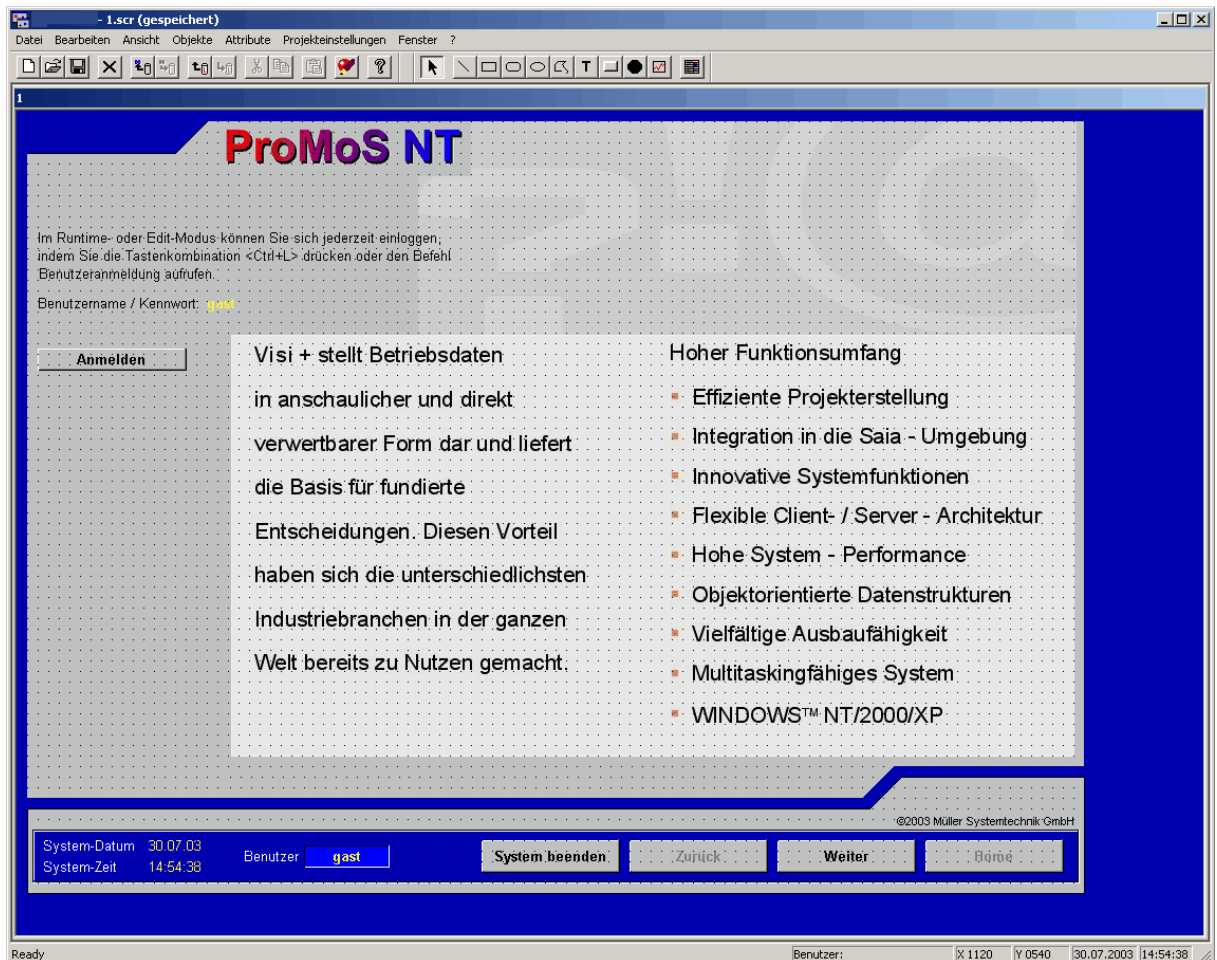 - 1.scr (gespeichert)
Datei Bearbeiten Ansicht Objekte Attribute Projekteinstellungen Fenster ?
1
ProMoS NT
Im Runtime- oder Edit-Modus können Sie sich jederzeit einloggen,
indem Sie die Tastenkombination <Ctrl+L> drücken oder den Befehl
Benutzeranmeldung aufrufen.
Benutzername / Kennwort: gast
Anmelden
Visi + stellt Betriebsdaten
in anschaulicher und direkt
verwertbarer Form dar und liefert
die Basis für fundierte
Entscheidungen. Diesen Vorteil
haben sich die unterschiedlichsten
Industriebranchen in der ganzen
Welt bereits zu Nutzen gemacht.
Hoher Funktionsumfang
Effiziente Projekterstellung
Integration in die Saia - Umgebung
Innovative Systemfunktionen
Flexible Client- / Server - Architektur
Hohe System - Performance
Objektorientierte Datenstrukturen
Vielfältige Ausbaufähigkeit
Multitaskingfähiges System
WINDOWS™ NT/2000/XP
©2003 Müller Systemtechnik GmbH
System-Datum 30.07.03
System-Zeit 14:54:38
Benutzer gast
System beenden Zurück Weiter Home
Ready Benutzer: X 1120 Y 0540 30.07.2003 14:54:38